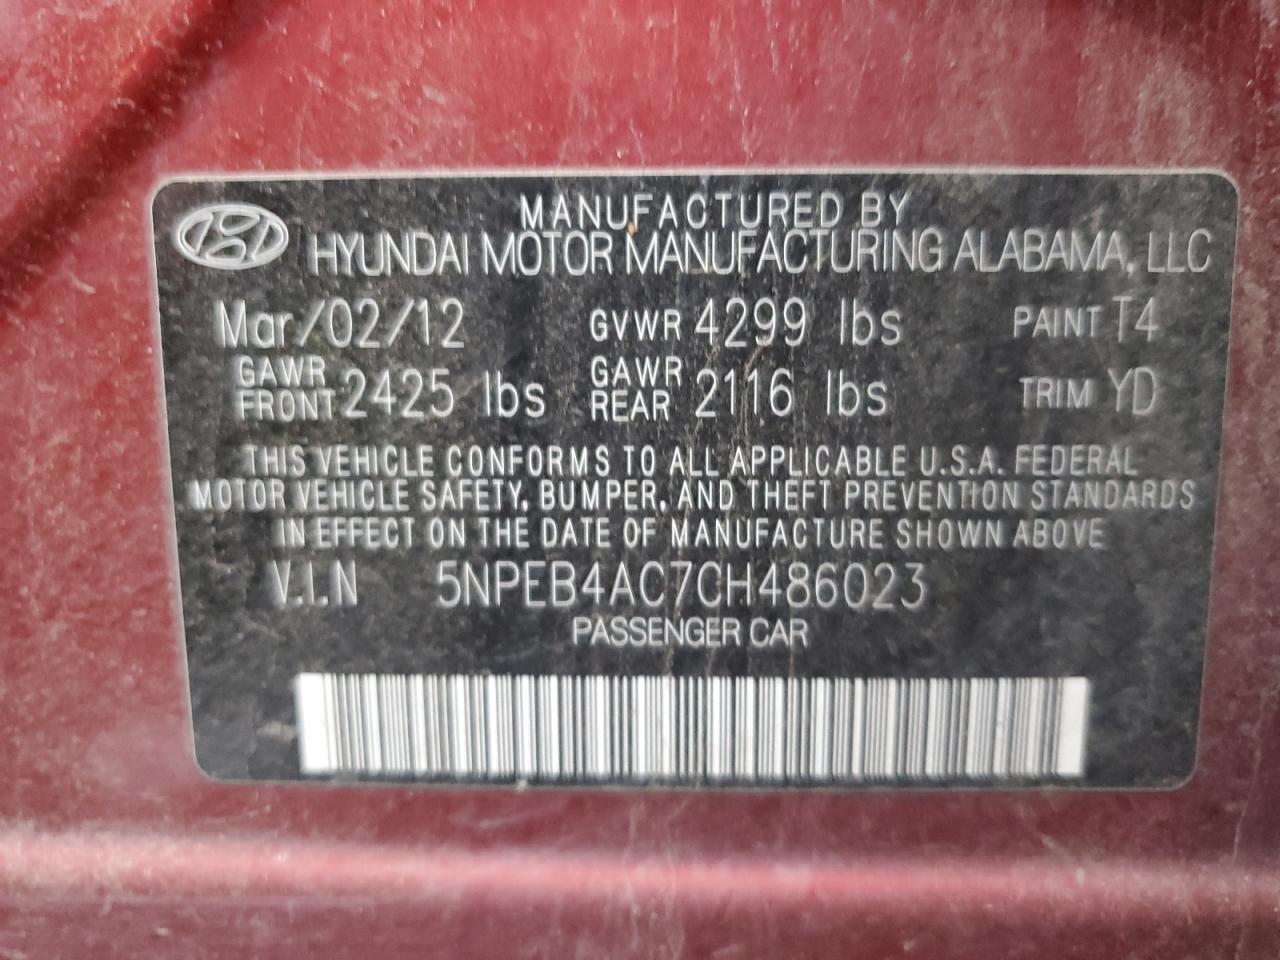 MANUFACTURED BY
HYUNDAI MOTOR MANUFACTURING ALABAMA, LLC
Mar/02/12 GVWR 4299 lbs PAINT T4
GAWR FRONT 2425 lbs GAWR REAR 2116 lbs TRIM YD
THIS VEHICLE CONFORMS TO ALL APPLICABLE U.S.A. FEDERAL
MOTOR VEHICLE SAFETY, BUMPER, AND THEFT PREVENTION STANDARDS
IN EFFECT ON THE DATE OF MANUFACTURE SHOWN ABOVE
V.I.N 5NPEB4AC7CH486023
PASSENGER CAR